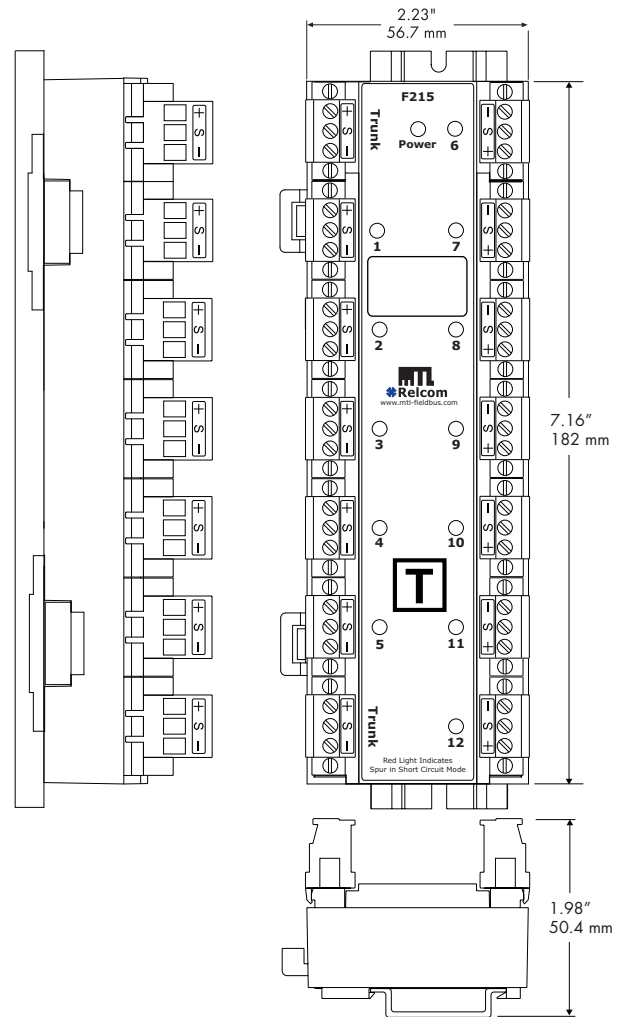 2.23"
56.7 mm
F215
Trunk
Power
6
1
7
2
8
MTL
Relcom
www.mtl-fieldbus.com
3
9
4
10
T
5
11
Trunk
12
Red Light Indicates
Spur in Short Circuit Mode
+ S −
+ S −
+ S −
+ S −
+ S −
+ S −
+ S −
+ S −
+ S −
+ S −
+ S −
+ S −
+ S −
+ S −
− S +
− S +
− S +
− S +
− S +
− S +
− S +
7.16"
182 mm
1.98"
50.4 mm